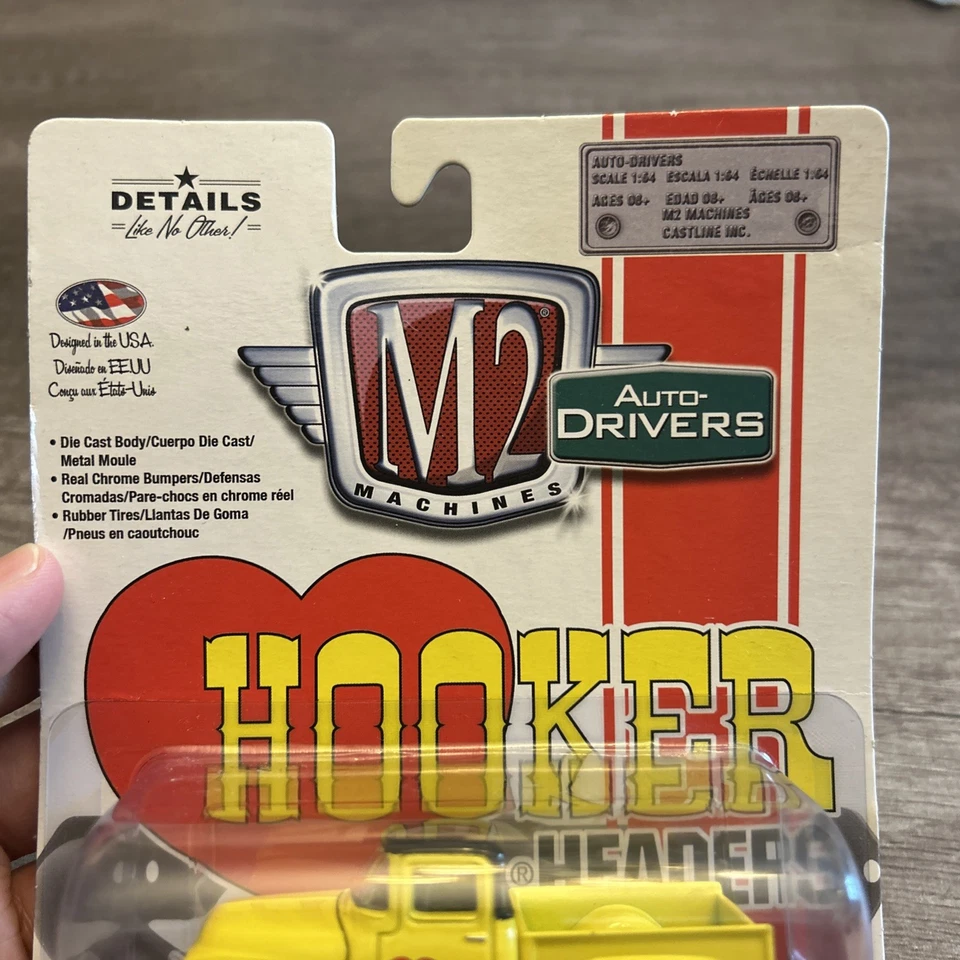 DETAILS
Like No Other!
Designed in the U.S.A.
Diseñado en EEUU
Conçu aux États-Unis
• Die Cast Body/Cuerpo Die Cast/
Metal Moule
• Real Chrome Bumpers/Defensas
Cromadas/Pare-chocs en chrome réel
• Rubber Tires/Llantas De Goma
/Pneus en caoutchouc
AUTO-DRIVERS
SCALE 1:64 ESCALA 1:64 ÉCHELLE 1:64
AGES 08+ EDAD 08+ ÂGES 08+
M2 MACHINES
CASTLINE INC.
M2®
MACHINES
AUTO-
DRIVERS
HOOKER
® HEADERS